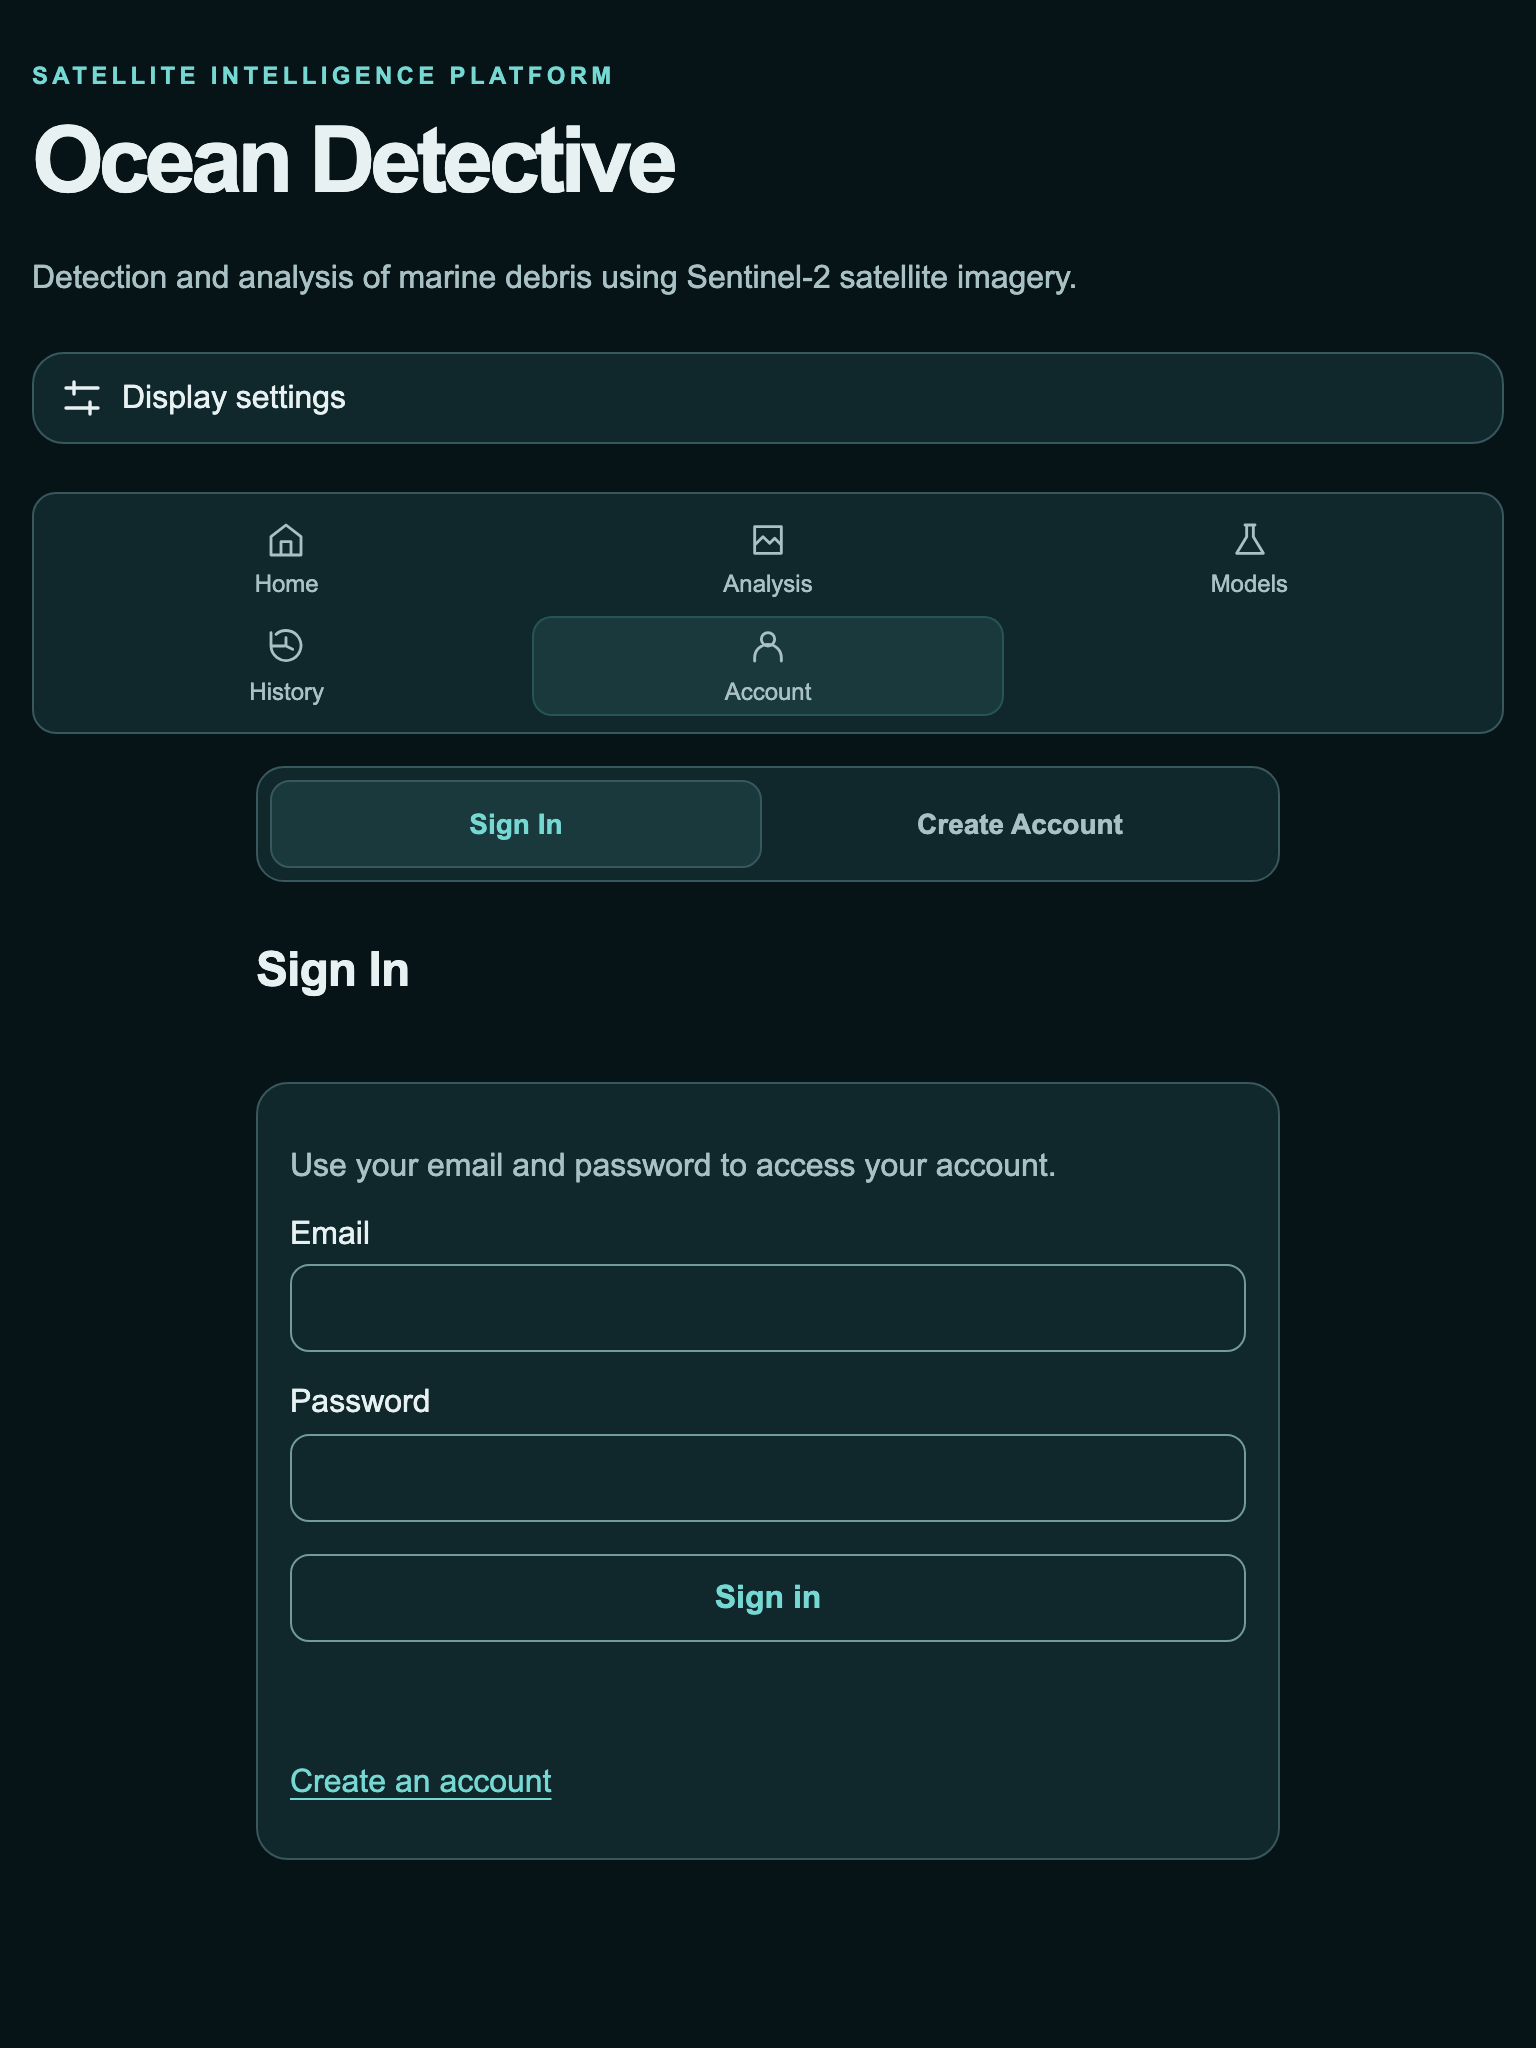 SATELLITE INTELLIGENCE PLATFORM
Ocean Detective
Detection and analysis of marine debris using Sentinel-2 satellite imagery.
Display settings
Home
Analysis
Models
History
Account
Sign In
Create Account
Sign In
Use your email and password to access your account.
Email
Password
Sign in
Create an account